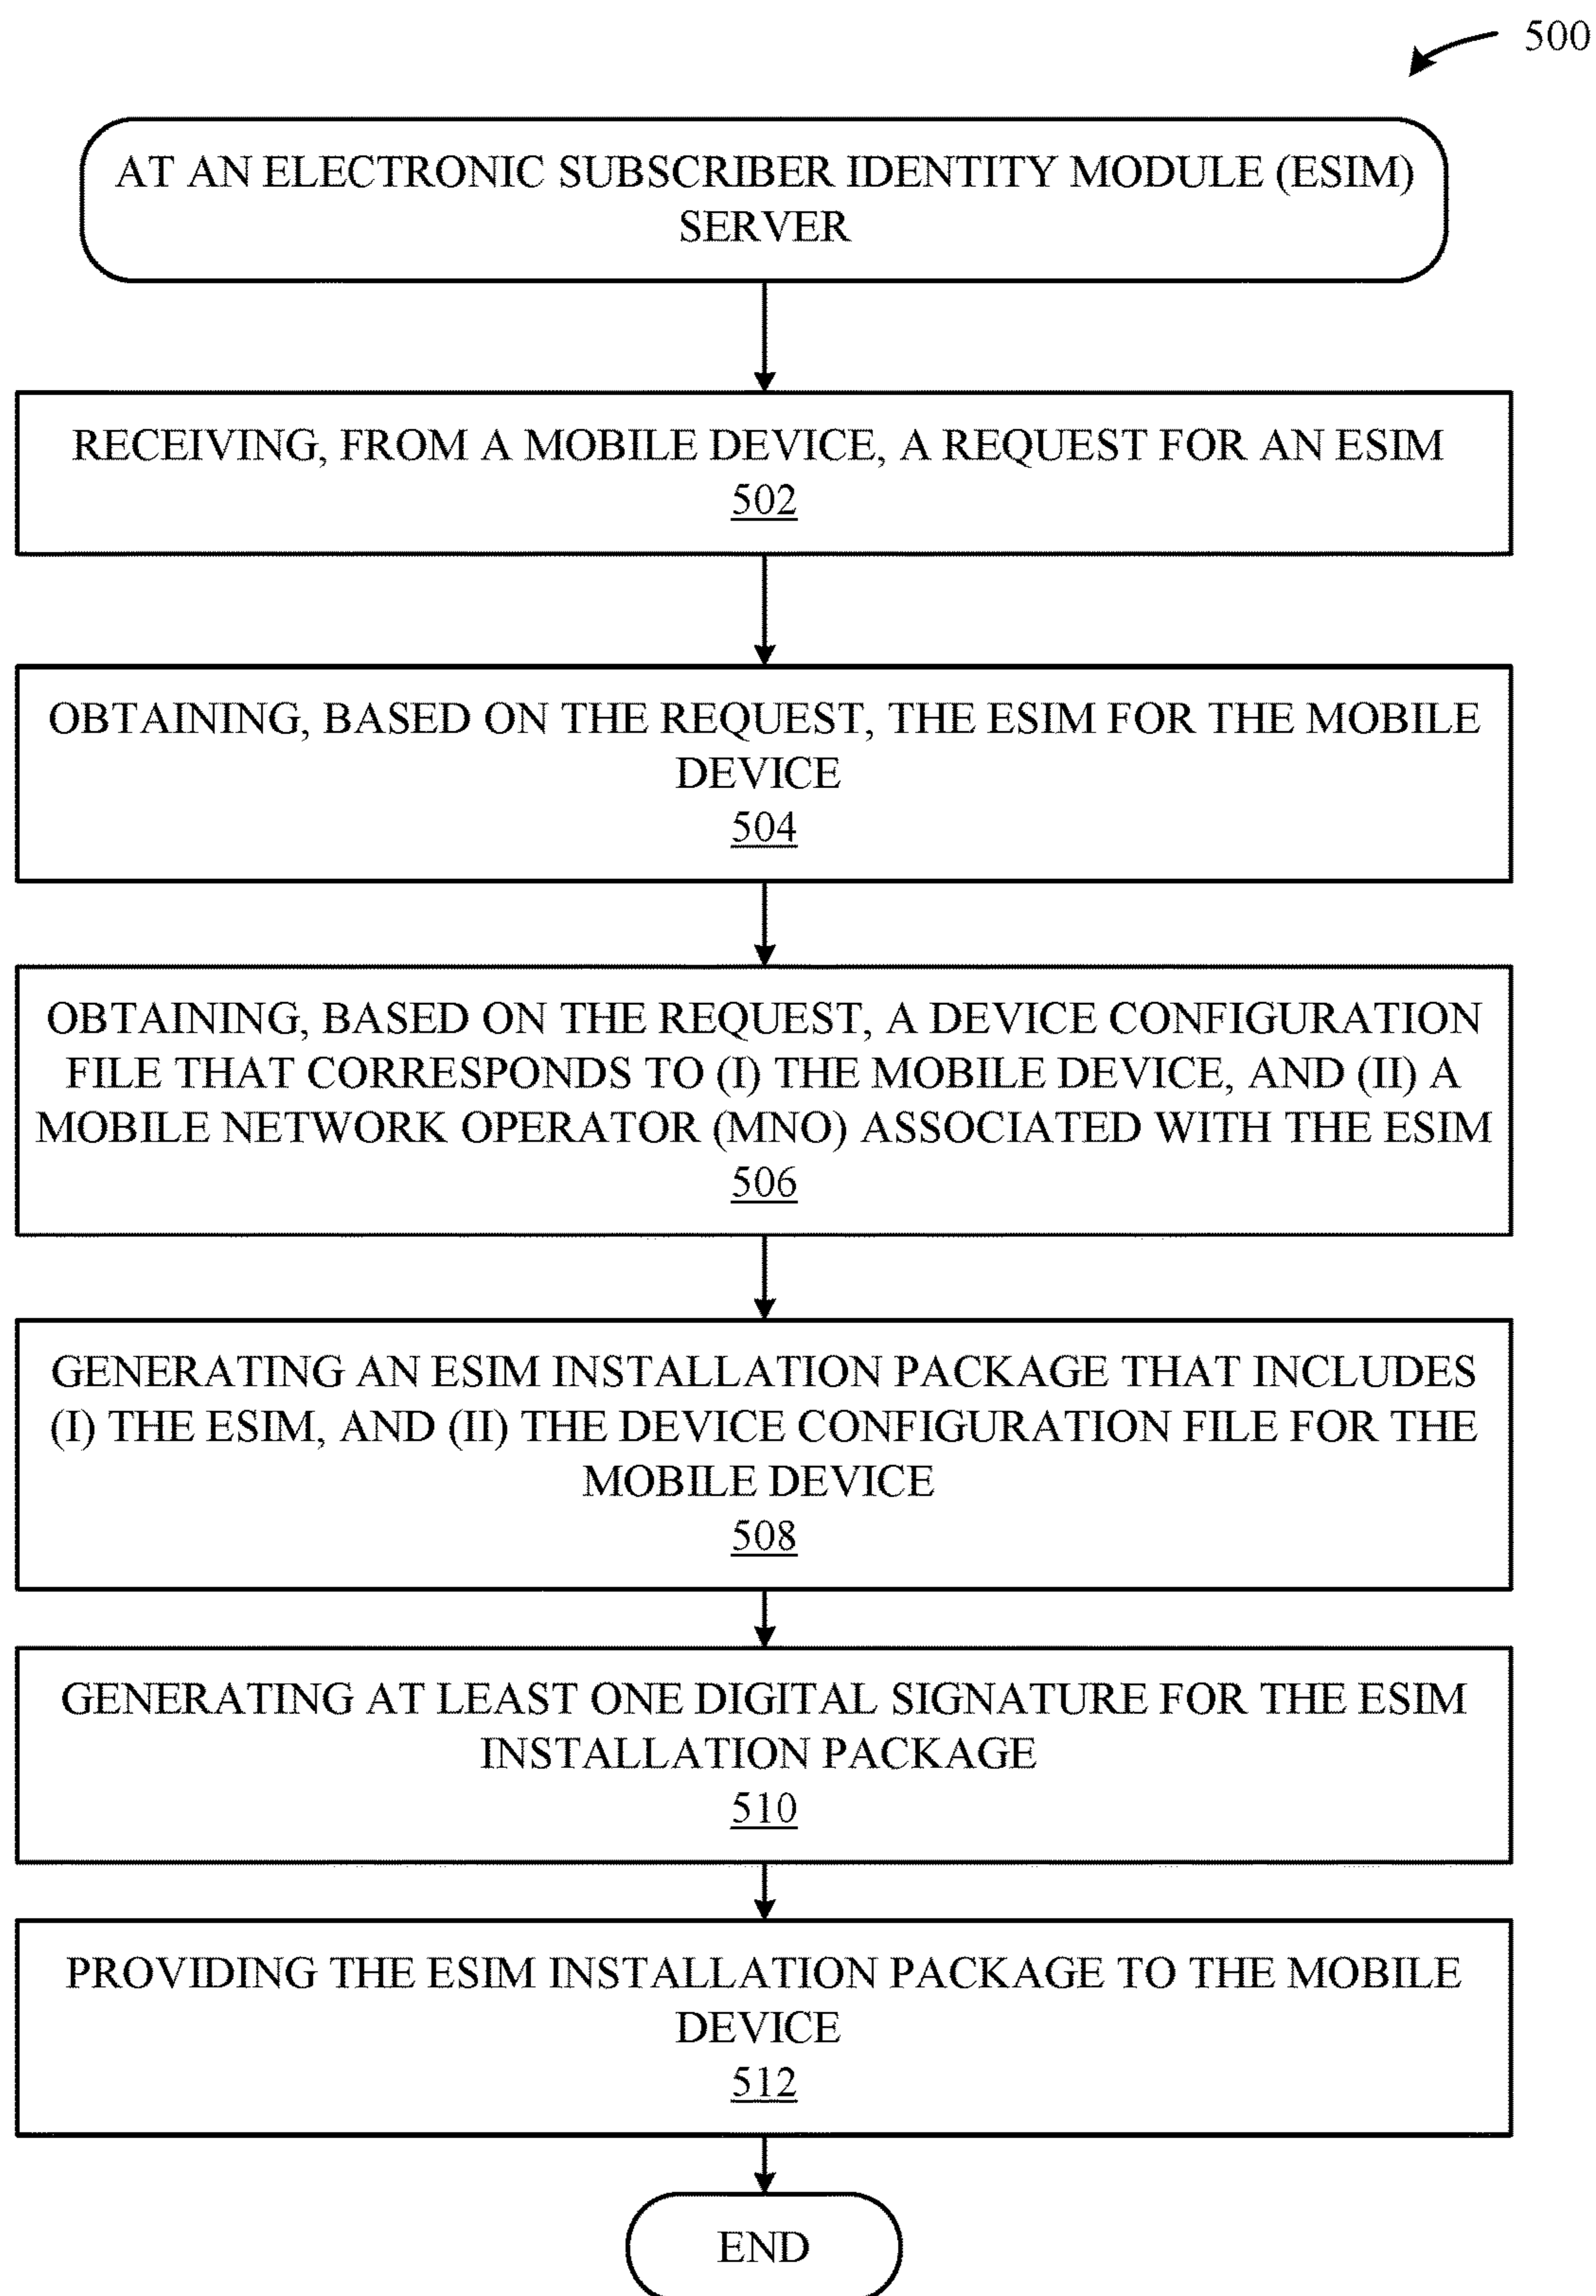 500
AT AN ELECTRONIC SUBSCRIBER IDENTITY MODULE (ESIM)
SERVER
RECEIVING, FROM A MOBILE DEVICE, A REQUEST FOR AN ESIM
502
OBTAINING, BASED ON THE REQUEST, THE ESIM FOR THE MOBILE
DEVICE
504
OBTAINING, BASED ON THE REQUEST, A DEVICE CONFIGURATION
FILE THAT CORRESPONDS TO (I) THE MOBILE DEVICE, AND (II) A
MOBILE NETWORK OPERATOR (MNO) ASSOCIATED WITH THE ESIM
506
GENERATING AN ESIM INSTALLATION PACKAGE THAT INCLUDES
(I) THE ESIM, AND (II) THE DEVICE CONFIGURATION FILE FOR THE
MOBILE DEVICE
508
GENERATING AT LEAST ONE DIGITAL SIGNATURE FOR THE ESIM
INSTALLATION PACKAGE
510
PROVIDING THE ESIM INSTALLATION PACKAGE TO THE MOBILE
DEVICE
512
END